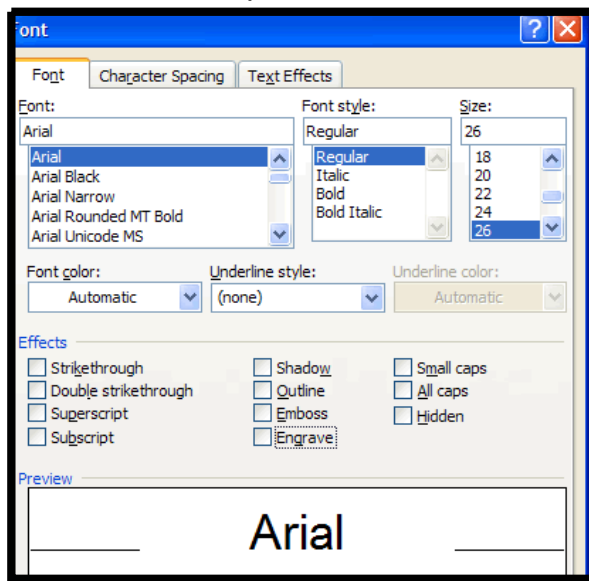 Font
Font Character Spacing Text Effects
Font: Font style: Size:
Arial Regular 26
Arial Regular 18
Arial Black Italic 20
Arial Narrow Bold 22
Arial Rounded MT Bold Bold Italic 24
Arial Unicode MS 26
Font color: Underline style: Underline color:
Automatic (none) Automatic
Effects
Strikethrough Shadow Small caps
Double strikethrough Outline All caps
Superscript Emboss Hidden
Subscript Engrave
Preview
Arial